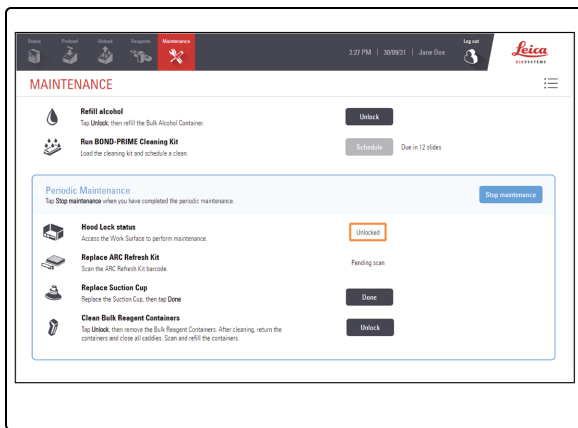 Status Preload Unload Reagents Maintenance
2:27 PM | 30/09/21 | Jane Doe
Log out
Leica
BIOSYSTEMS
MAINTENANCE
Refill alcohol
Tap Unlock, then refill the Bulk Alcohol Container.
Unlock
Run BOND-PRIME Cleaning Kit
Load the cleaning kit and schedule a clean.
Schedule Due in 12 slides
Periodic Maintenance
Tap Stop maintenance when you have completed the periodic maintenance.
Stop maintenance
Hood Lock status
Access the Work Surface to perform maintenance.
Unlocked
Replace ARC Refresh Kit
Scan the ARC Refresh Kit barcode.
Pending scan
Replace Suction Cup
Replace the Suction Cup, then tap Done
Done
Clean Bulk Reagent Containers
Tap Unlock, then remove the Bulk Reagent Containers. After cleaning, return the
containers and close all caddies. Scan and refill the containers.
Unlock